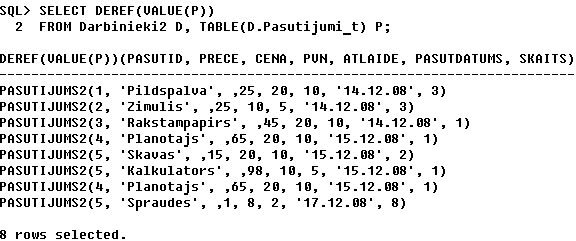 SQL> SELECT DEREF(VALUE(P))
  2  FROM Darbinieki2 D, TABLE(D.Pasutijumi_t) P;
DEREF(VALUE(P))(PASUTID, PRECE, CENA, PVN, ATLAIDE, PASUTDATUMS, SKAITS)
--------------------------------------------------------------------------------
PASUTIJUMS2(1, 'Pildspalva', ,25, 20, 10, '14.12.08', 3)
PASUTIJUMS2(2, 'Zimulis', ,25, 10, 5, '14.12.08', 3)
PASUTIJUMS2(3, 'Rakstampapirs', ,45, 20, 10, '14.12.08', 1)
PASUTIJUMS2(4, 'Planotajs', ,65, 20, 10, '15.12.08', 1)
PASUTIJUMS2(5, 'Skavas', ,15, 20, 10, '15.12.08', 2)
PASUTIJUMS2(5, 'Kalkulators', ,98, 10, 5, '15.12.08', 1)
PASUTIJUMS2(4, 'Planotajs', ,65, 20, 10, '15.12.08', 1)
PASUTIJUMS2(5, 'Spraudes', ,1, 8, 2, '17.12.08', 8)
8 rows selected.